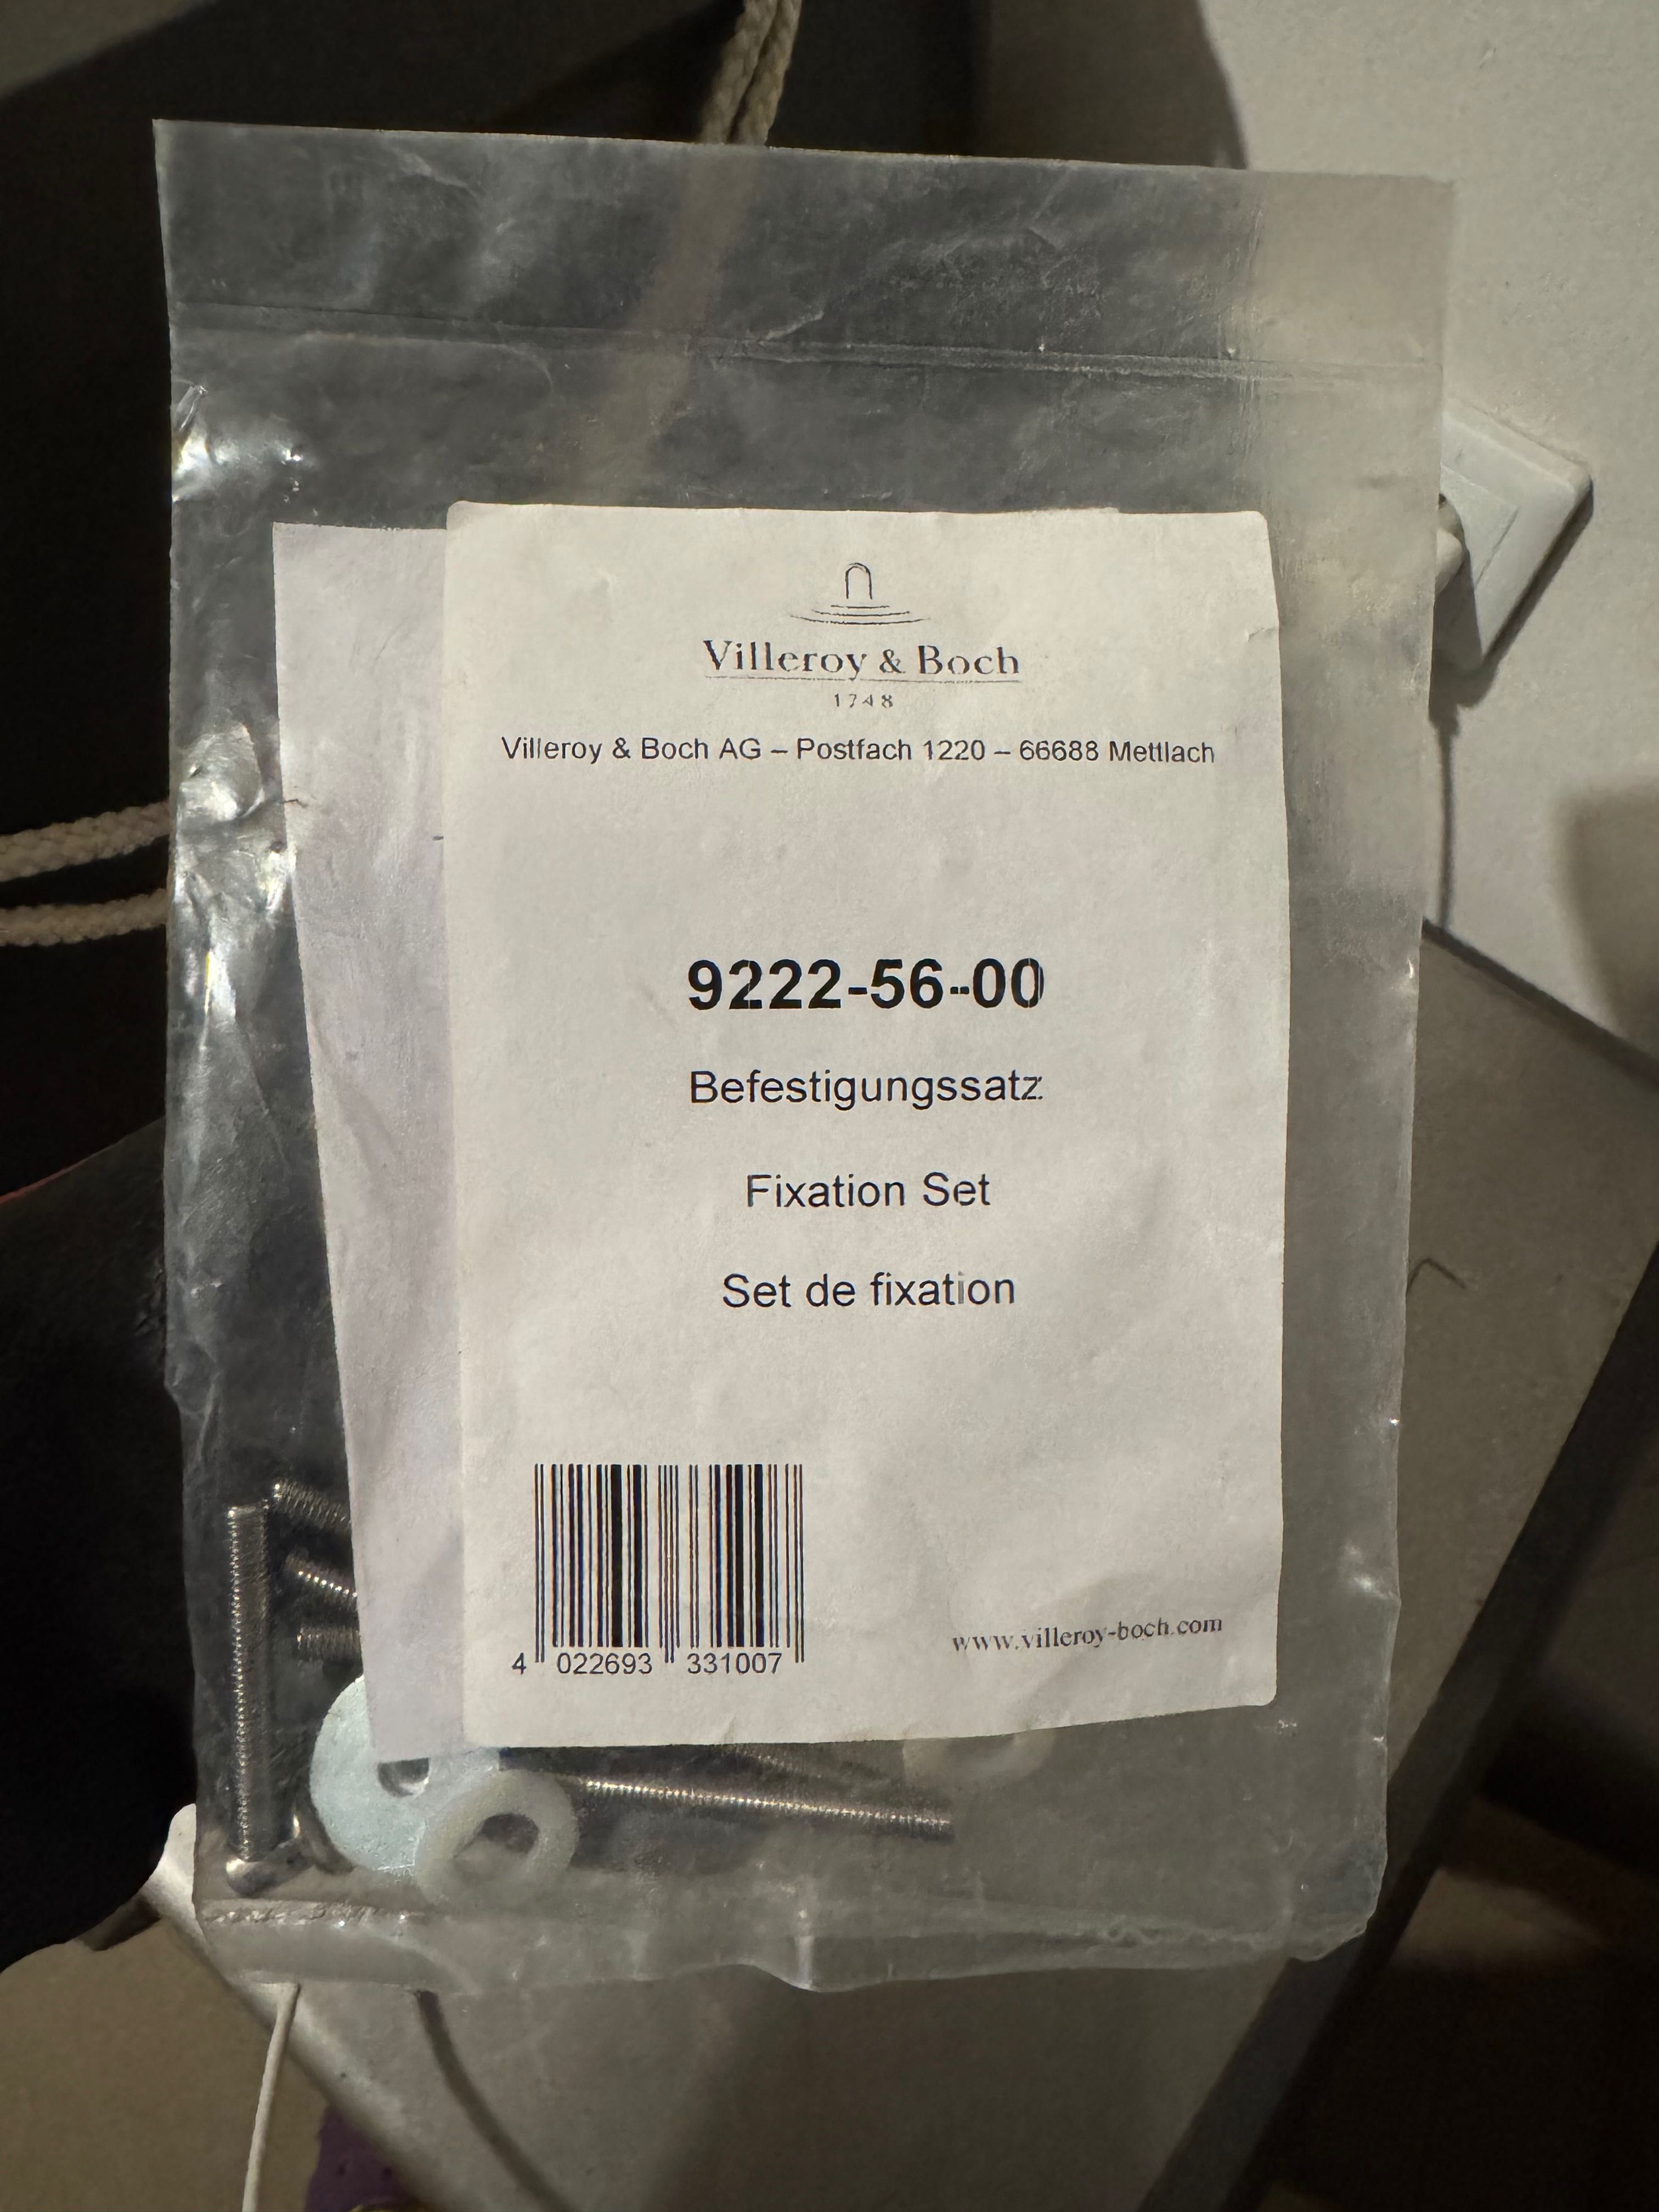 Villeroy & Boch
1748
Villeroy & Boch AG – Postfach 1220 – 66688 Mettlach
9222-56-00
Befestigungssatz
Fixation Set
Set de fixation
4 022693 331007
www.villeroy-boch.com